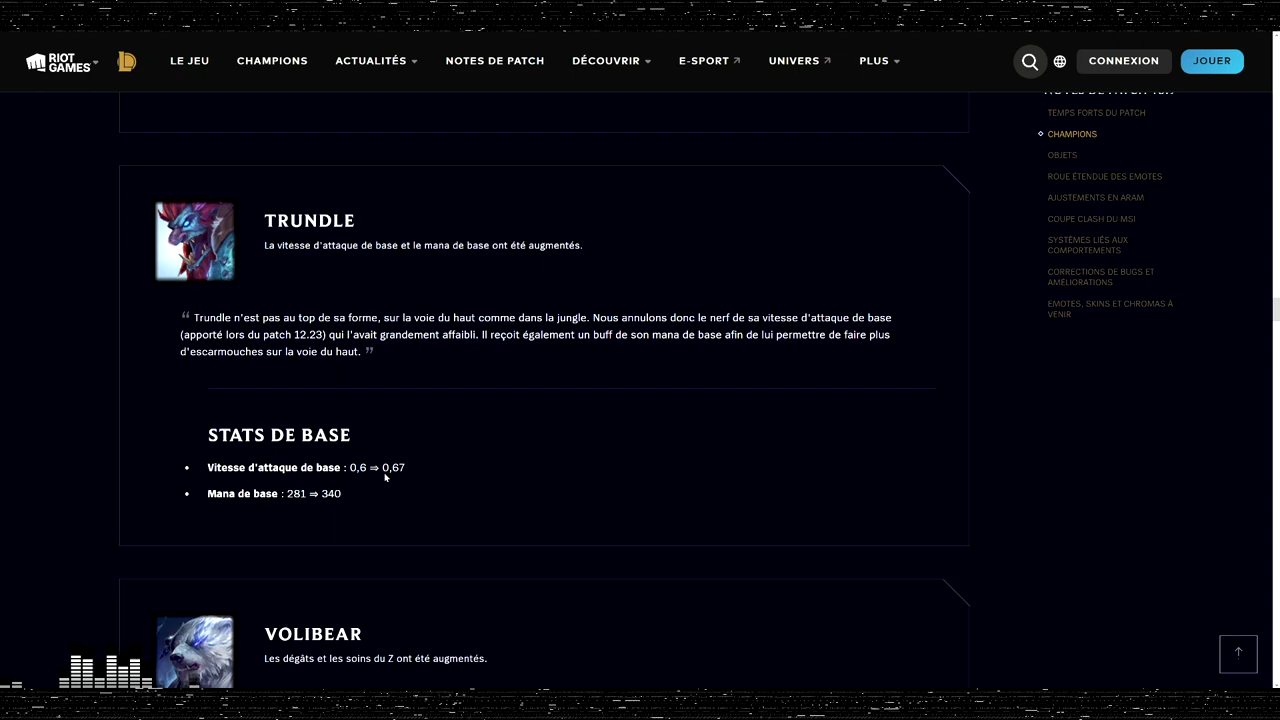 RIOT
GAMES
LE JEU
CHAMPIONS
ACTUALITÉS
NOTES DE PATCH
DÉCOUVRIR
E-SPORT
UNIVERS
PLUS
CONNEXION
JOUER
TEMPS FORTS DU PATCH
CHAMPIONS
OBJETS
ROUE ÉTENDUE DES EMOTES
AJUSTEMENTS EN ARAM
COUPE CLASH DU MSI
SYSTÈMES LIÉS AUX
COMPORTEMENTS
CORRECTIONS DE BUGS ET
AMÉLIORATIONS
EMOTES, SKINS ET CHROMAS À
VENIR
TRUNDLE
La vitesse d'attaque de base et le mana de base ont été augmentés.
“ Trundle n'est pas au top de sa forme, sur la voie du haut comme dans la jungle. Nous annulons donc le nerf de sa vitesse d'attaque de base
(apporté lors du patch 12.23) qui l'avait grandement affaibli. Il reçoit également un buff de son mana de base afin de lui permettre de faire plus
d'escarmouches sur la voie du haut. ”
STATS DE BASE
• Vitesse d'attaque de base : 0,6 ⇒ 0,67
• Mana de base : 281 ⇒ 340
VOLIBEAR
Les dégâts et les soins du Z ont été augmentés.